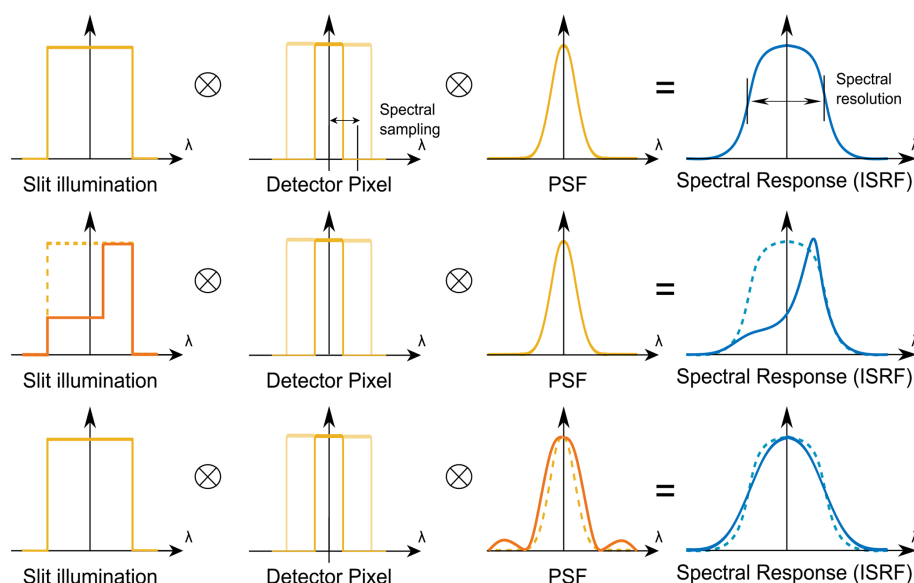 λ
Slit illumination
Spectral
sampling
λ
Detector Pixel
λ
PSF
=
Spectral
resolution
λ
Spectral Response (ISRF)
λ
Slit illumination
λ
Detector Pixel
λ
PSF
=
λ
Spectral Response (ISRF)
λ
Slit illumination
λ
Detector Pixel
λ
PSF
=
λ
Spectral Response (ISRF)